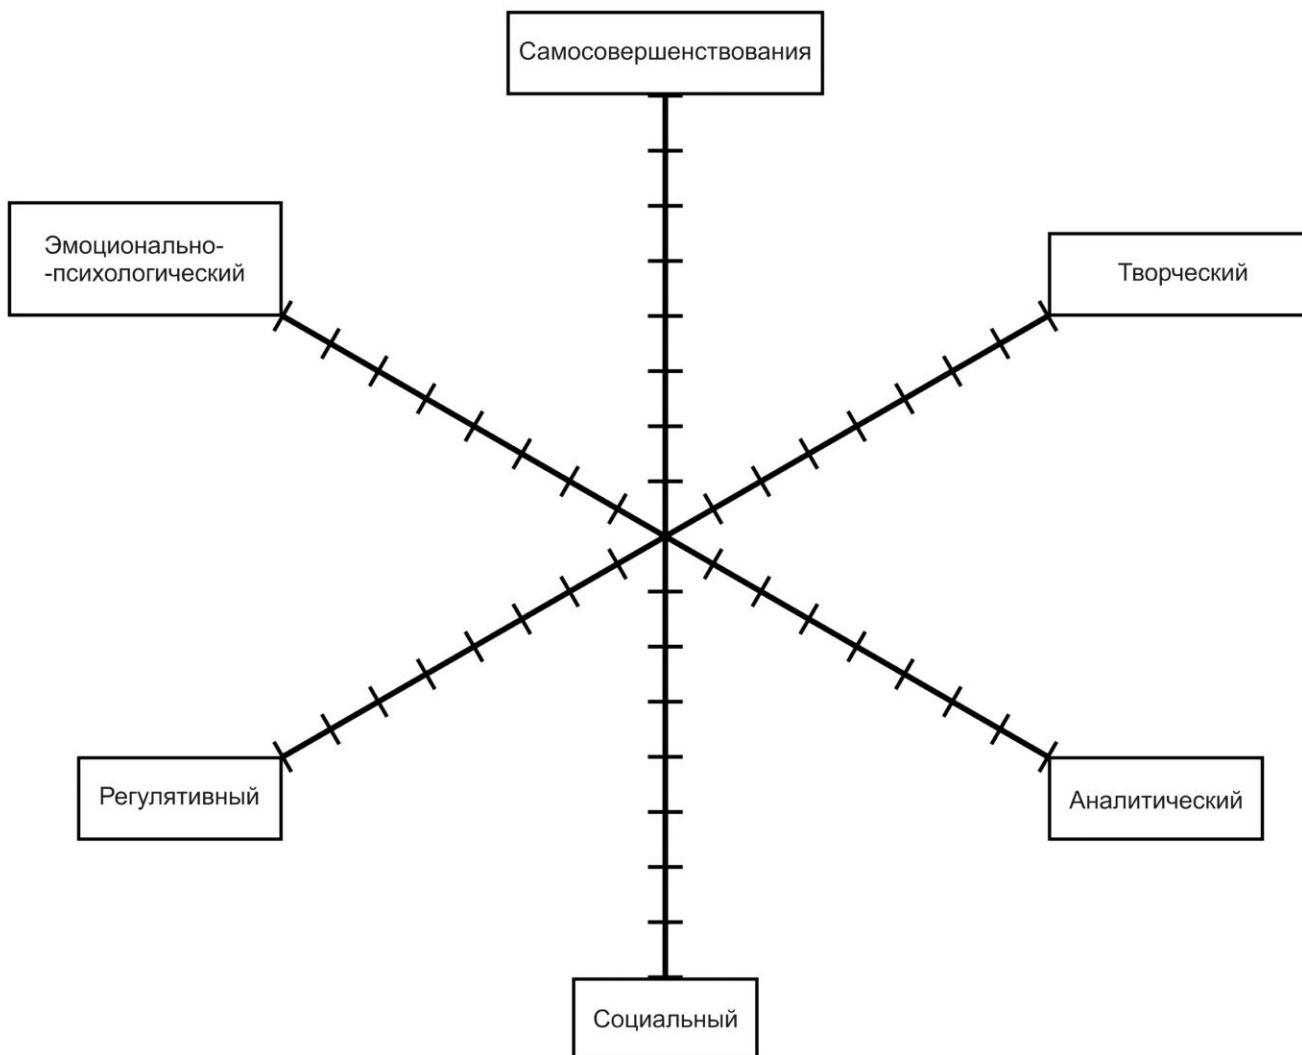 Самосовершенствования
Эмоционально-
-психологический
Творческий
Регулятивный
Аналитический
Социальный